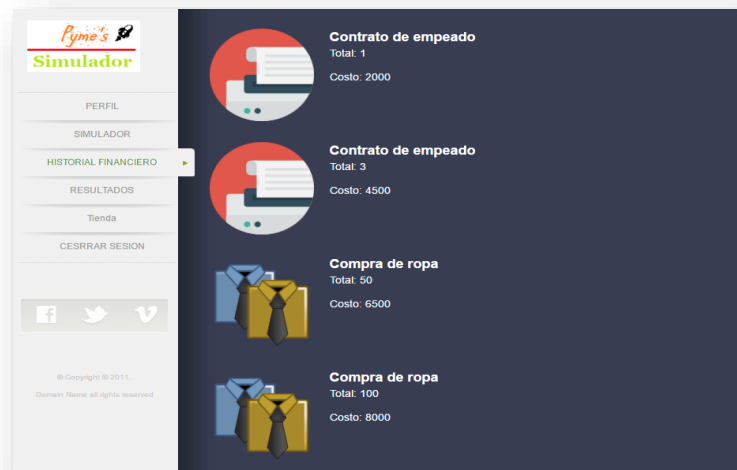 Pyme's
Simulador
PERFIL
SIMULADOR
HISTORIAL FINANCIERO
RESULTADOS
Tienda
CESRRAR SESION
© Copyright © 2011.
Domain Name all rights reserved
Contrato de empeado
Total: 1
Costo: 2000
Contrato de empeado
Total: 3
Costo: 4500
Compra de ropa
Total: 50
Costo: 6500
Compra de ropa
Total: 100
Costo: 8000